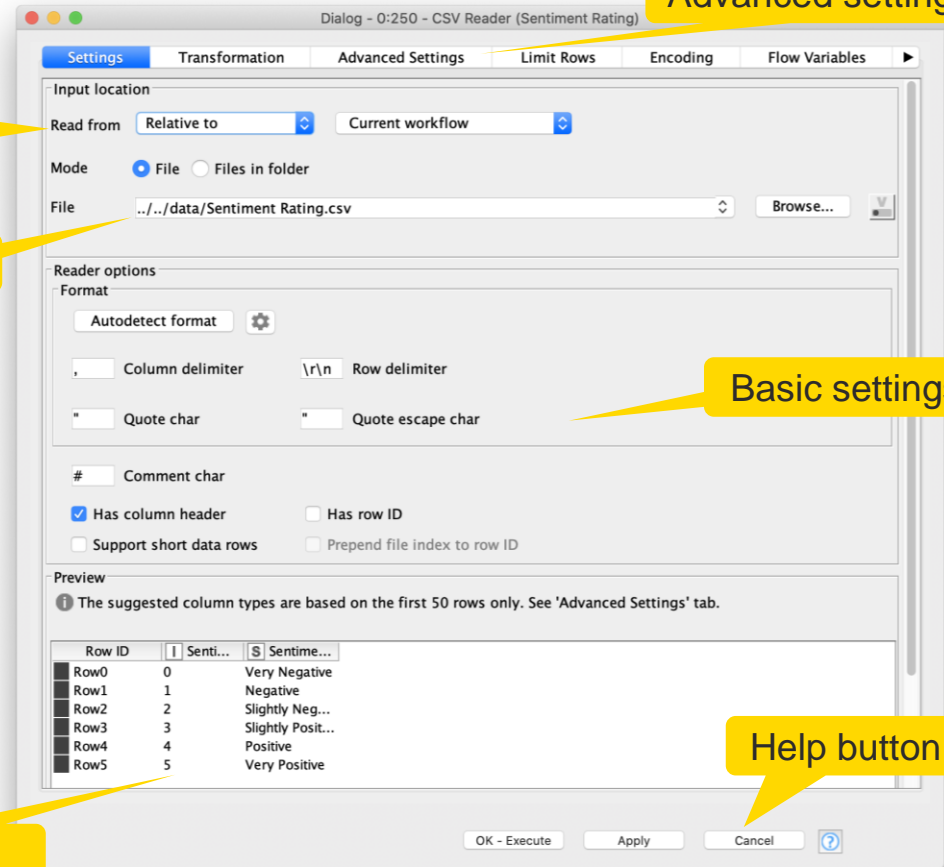 Advanced setting
Dialog - 0:250 - CSV Reader (Sentiment Rating)
Settings Transformation Advanced Settings Limit Rows Encoding Flow Variables
Input location
Read from Relative to Current workflow
Mode File Files in folder
File ../../data/Sentiment Rating.csv Browse... V
Reader options
Format
Autodetect format
, Column delimiter \r\n Row delimiter
Basic setting
" Quote char " Quote escape char
# Comment char
Has column header Has row ID
Support short data rows Prepend file index to row ID
Preview
The suggested column types are based on the first 50 rows only. See 'Advanced Settings' tab.
Row ID I Senti... S Sentime...
Row0 0 Very Negative
Row1 1 Negative
Row2 2 Slightly Neg...
Row3 3 Slightly Posit...
Row4 4 Positive
Row5 5 Very Positive
Help button
OK - Execute Apply Cancel ?